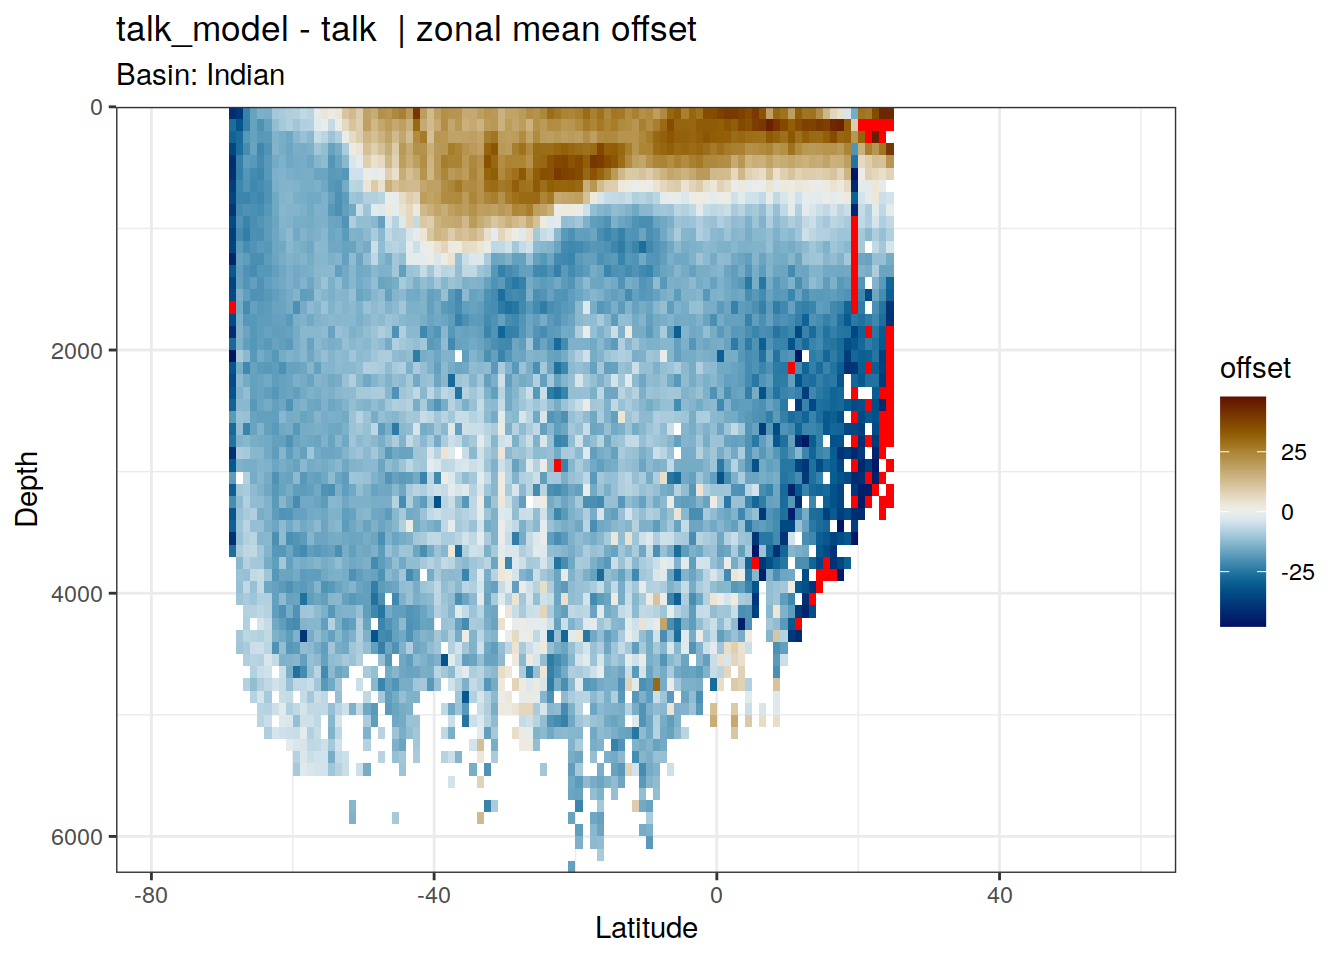 talk_model - talk  | zonal mean offset
Basin: Indian
0
2000
4000
6000
Depth
-80
-40
0
40
Latitude
offset
25
0
-25